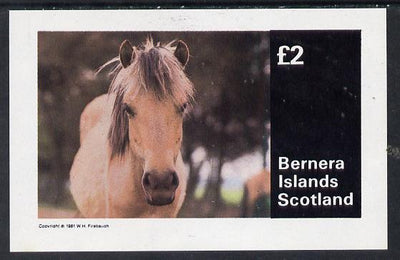 £2
Bernera
Islands
Scotland
Copyright © 1981 W.H. Firebaugh